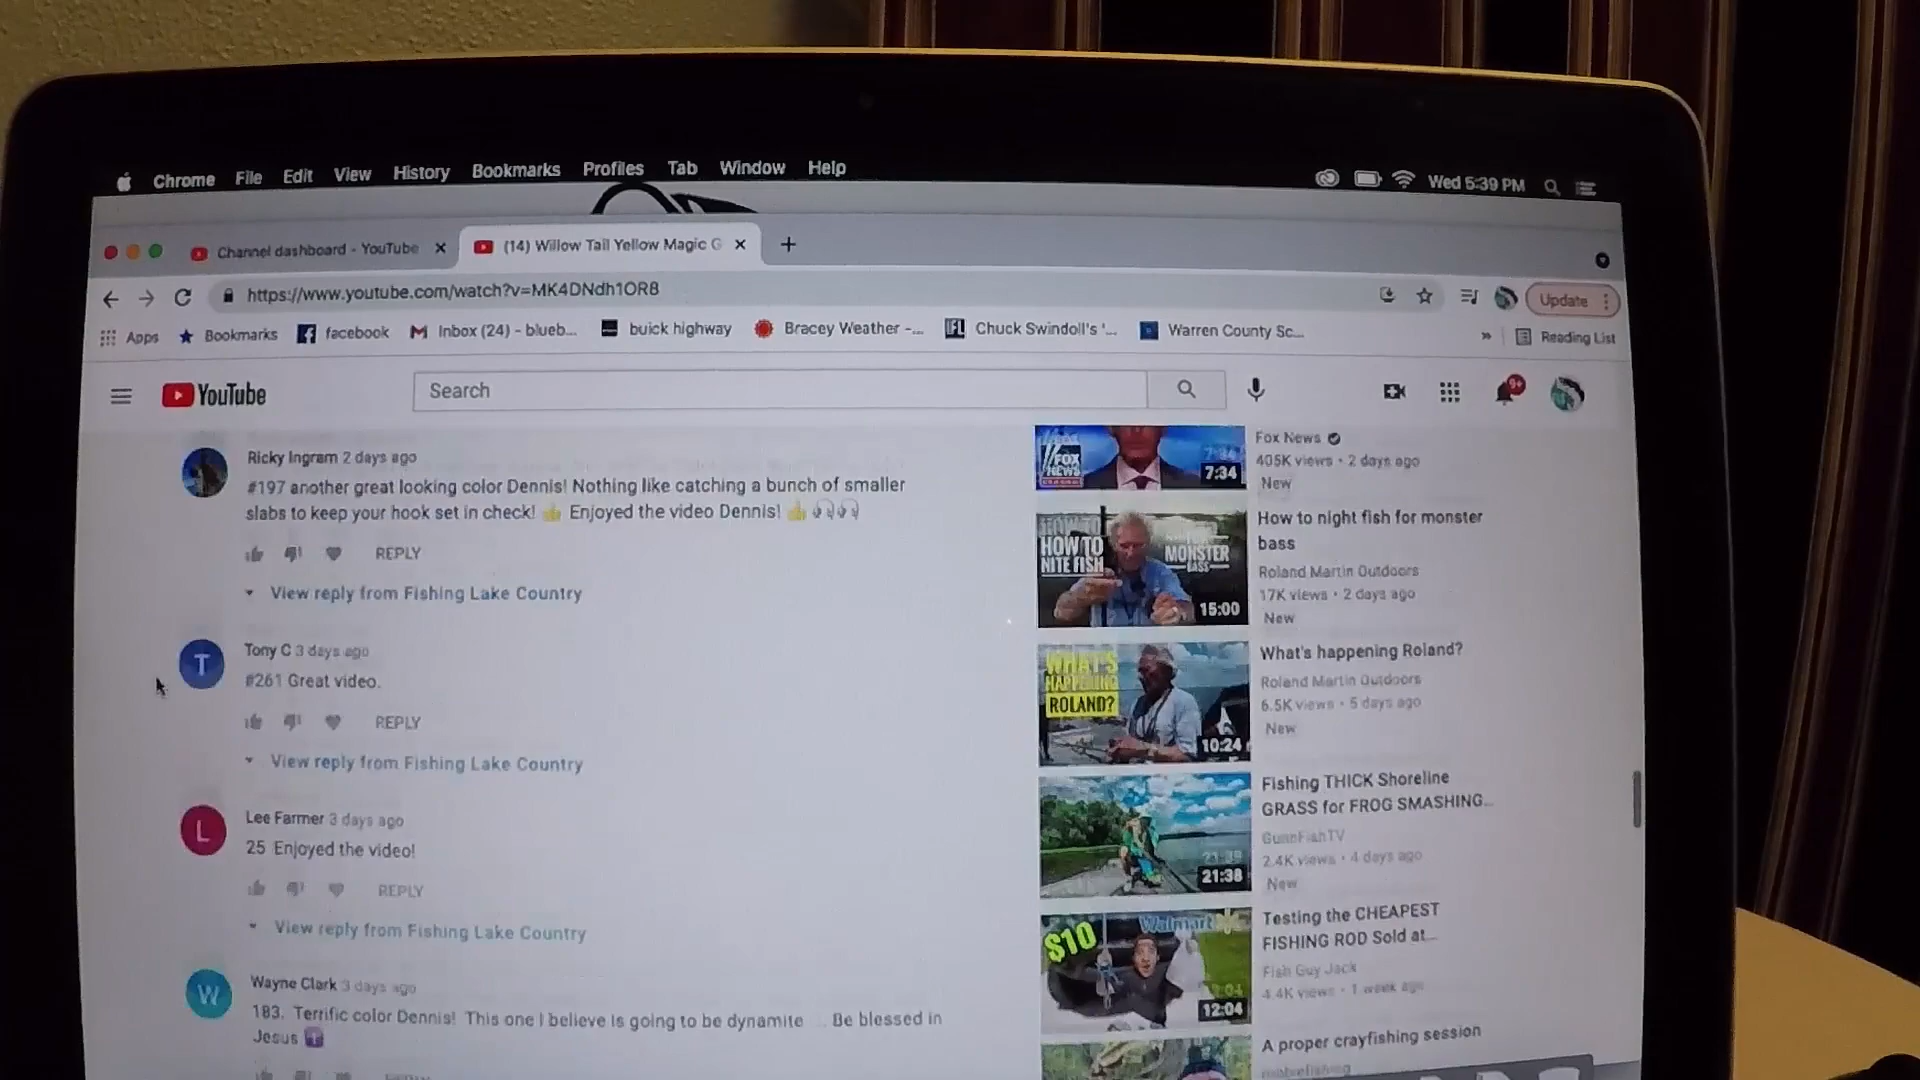 Chrome File Edit View History Bookmarks Profiles Tab Window Help
Wed 5:39 PM
Channel dashboard - YouTube
(14) Willow Tail Yellow Magic G
https://www.youtube.com/watch?v=MK4DNdh1OR8
Update
Apps Bookmarks facebook Inbox (24) - blueb... buick highway Bracey Weather -... Chuck Swindoll's '... Warren County Sc... » Reading List
YouTube
Search
9+
Ricky Ingram 2 days ago
#197 another great looking color Dennis! Nothing like catching a bunch of smaller
slabs to keep your hook set in check! 👍 Enjoyed the video Dennis! 👍🎣🎣
REPLY
View reply from Fishing Lake Country
T
Tony C 3 days ago
#261 Great video.
REPLY
View reply from Fishing Lake Country
L
Lee Farmer 3 days ago
25 Enjoyed the video!
REPLY
View reply from Fishing Lake Country
W
Wayne Clark 3 days ago
183. Terrific color Dennis! This one I believe is going to be dynamite Be blessed in
Jesus ✝️
FOX
NEWS
7:34
Fox News
405K views • 2 days ago
New
HOW TO
NITE FISH
MONSTER
BASS
15:00
How to night fish for monster
bass
Roland Martin Outdoors
17K views • 2 days ago
New
WHAT'S
HAPPENING
ROLAND?
10:24
What's happening Roland?
Roland Martin Outdoors
6.5K views • 5 days ago
New
21:38
Fishing THICK Shoreline
GRASS for FROG SMASHING...
2.4K views • 4 days ago
New
$10
Walmart
12:04
Testing the CHEAPEST
FISHING ROD Sold at...
Fish Guy Jack
4.4K views • 1 week ago
A proper crayfishing session